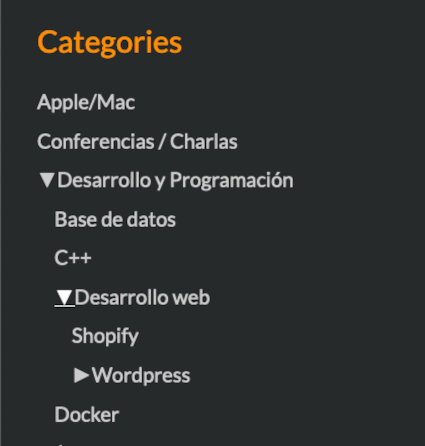 Categories
Apple/Mac
Conferencias / Charlas
▼Desarrollo y Programación
Base de datos
C++
▼Desarrollo web
Shopify
►Wordpress
Docker